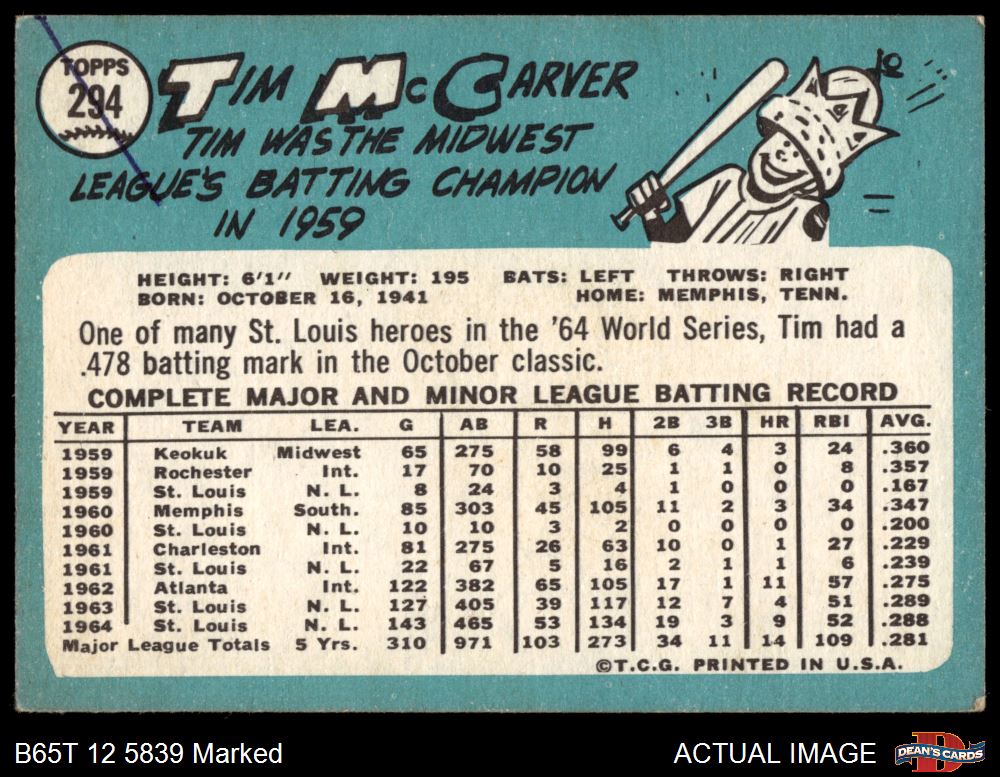 TOPPS
294
TIM McCARVER
TIM WAS THE MIDWEST
LEAGUE'S BATTING CHAMPION
IN 1959
HEIGHT: 6'1" WEIGHT: 195 BATS: LEFT THROWS: RIGHT
BORN: OCTOBER 16, 1941 HOME: MEMPHIS, TENN.
One of many St. Louis heroes in the '64 World Series, Tim had a
.478 batting mark in the October classic.
COMPLETE MAJOR AND MINOR LEAGUE BATTING RECORD
YEAR TEAM LEA. G AB R H 2B 3B HR RBI AVG.
1959 Keokuk Midwest 65 275 58 99 6 4 3 24 .360
1959 Rochester Int. 17 70 10 25 1 1 0 8 .357
1959 St. Louis N. L. 8 24 3 4 1 0 0 0 .167
1960 Memphis South. 85 303 45 105 11 2 3 34 .347
1960 St. Louis N. L. 10 10 3 2 0 0 0 0 .200
1961 Charleston Int. 81 275 26 63 10 0 1 27 .229
1961 St. Louis N. L. 22 67 5 16 2 1 1 6 .239
1962 Atlanta Int. 122 382 65 105 17 1 11 57 .275
1963 St. Louis N. L. 127 405 39 117 12 7 4 51 .289
1964 St. Louis N. L. 143 465 53 134 19 3 9 52 .288
Major League Totals 5 Yrs. 310 971 103 273 34 11 14 109 .281
©T.C.G. PRINTED IN U.S.A.
B65T 12 5839 Marked ACTUAL IMAGE DEAN'S CARDS